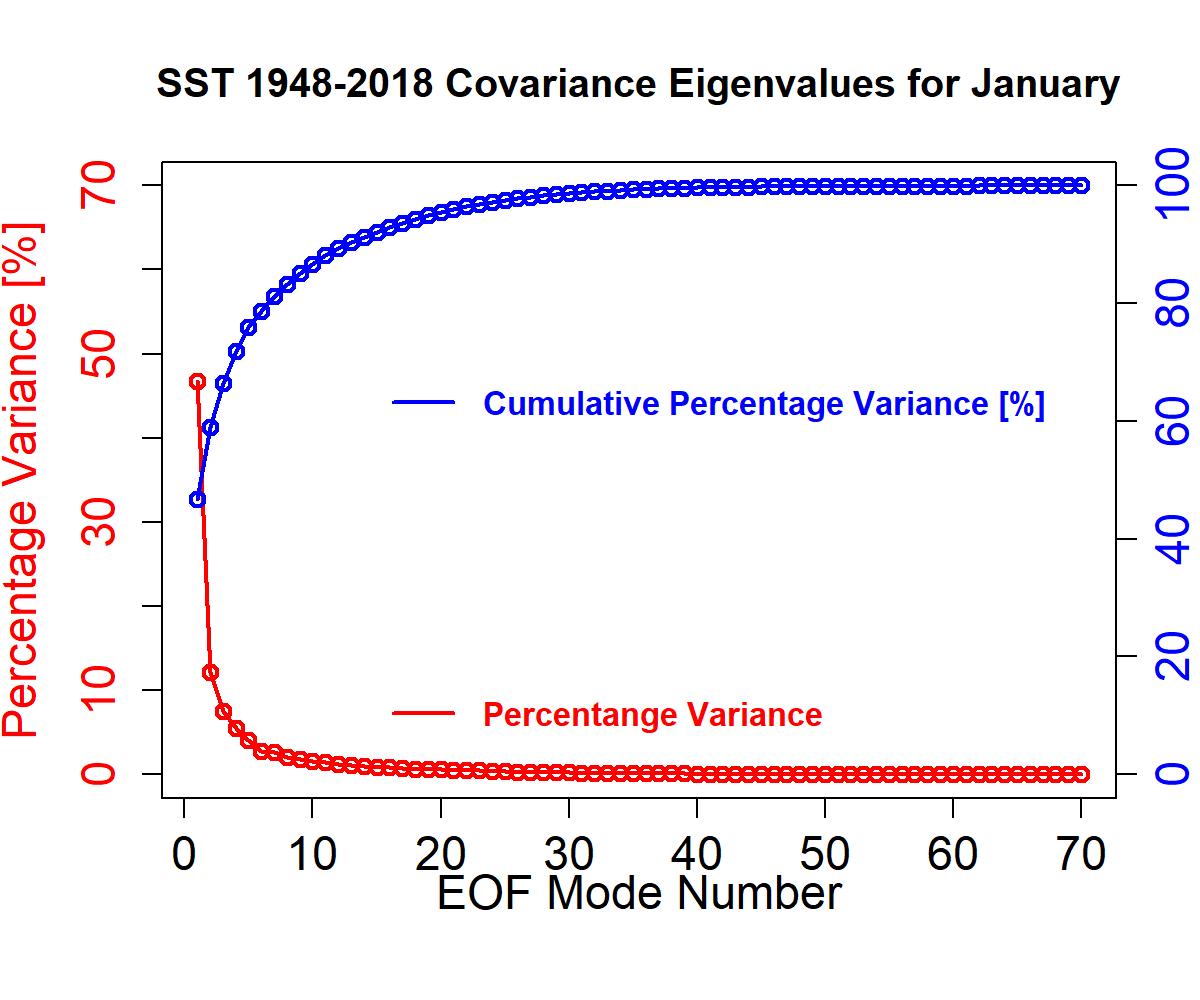 SST 1948-2018 Covariance Eigenvalues for January
Percentage Variance [%]
70
50
30
10
0
100
80
60
40
20
0
Cumulative Percentage Variance [%]
Percentange Variance
0 10 20 30 40 50 60 70
EOF Mode Number